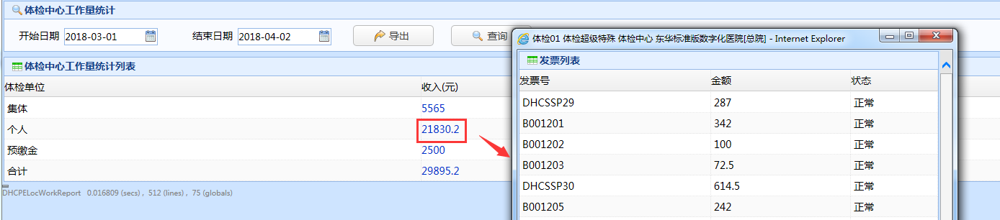 体检中心工作量统计
开始日期 2018-03-01 结束日期 2018-04-02 导出 查询
体检中心工作量统计列表
体检单位 收入(元)
集体 5565
个人 21830.2
预缴金 2500
合计 29895.2
DHCPELocWorkReport 0.016809 (secs) , 512 (lines) , 75 (globals)
体检01 体检超级特殊 体检中心 东华标准版数字化医院[总院] - Internet Explorer
发票列表
发票号 金额 状态
DHCSSP29 287 正常
B001201 342 正常
B001202 100 正常
B001203 72.5 正常
DHCSSP30 614.5 正常
B001205 242 正常